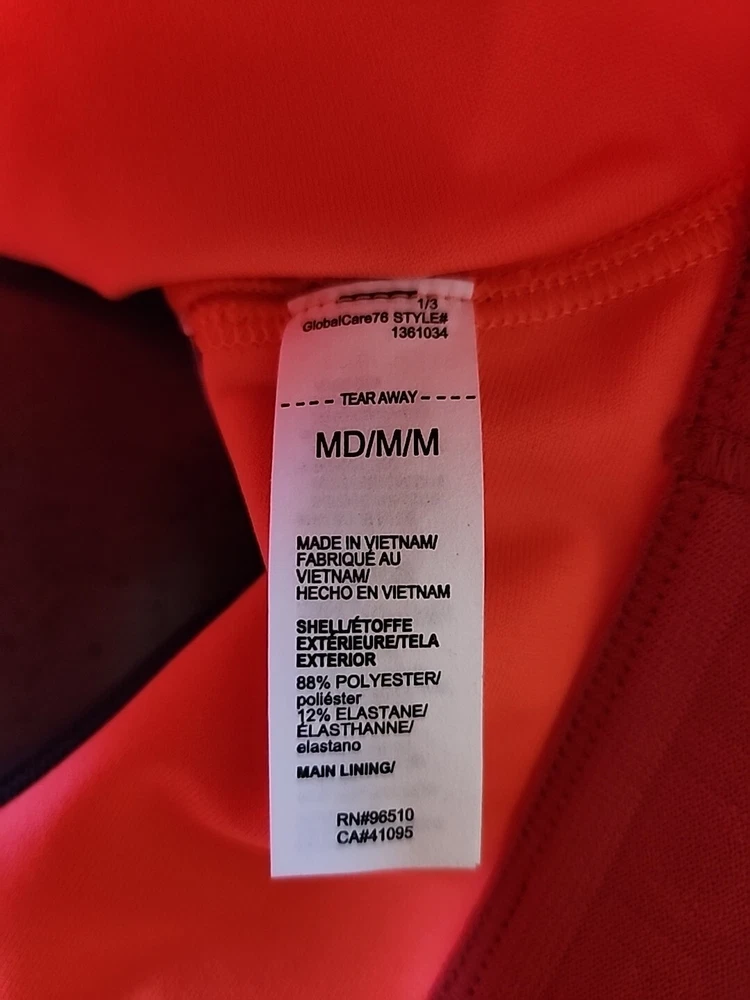 1/3
GlobalCare76 STYLE#
1361034
TEAR AWAY
MD/M/M
MADE IN VIETNAM/
FABRIQUÉ AU
VIETNAM/
HECHO EN VIETNAM
SHELL/ÉTOFFE
EXTÉRIEURE/TELA
EXTERIOR
88% POLYESTER/
poliéster
12% ELASTANE/
ÉLASTHANNE/
elastano
MAIN LINING/
RN#96510
CA#41095